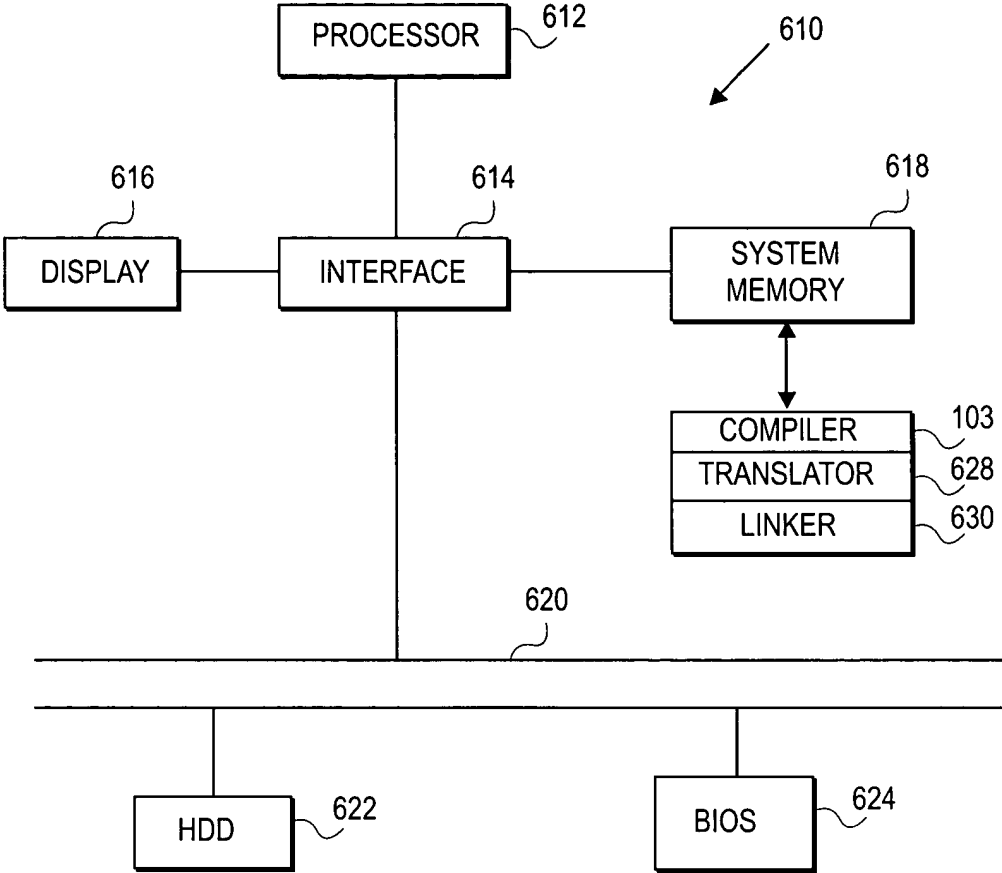 PROCESSOR
612
610
616
614
618
DISPLAY
INTERFACE
SYSTEM
MEMORY
COMPILER
103
TRANSLATOR
628
LINKER
630
620
HDD
622
BIOS
624